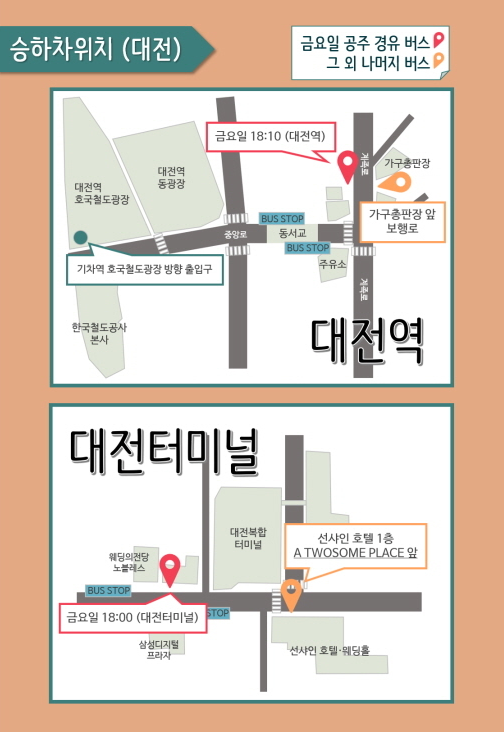 승하차위치 (대전)
금요일 공주 경유 버스
그 외 나머지 버스
금요일 18:10 (대전역)
계족로
가구총판장
대전역
동광장
대전역
호국철도광장
가구총판장 앞
보행로
BUS STOP
중앙로
동서교
BUS STOP
기차역 호국철도광장 방향 출입구
주유소
계족로
한국철도공사
본사
대전역
대전터미널
대전복합
터미널
선샤인 호텔 1층
A TWOSOME PLACE 앞
웨딩의전당
노블레스
BUS STOP
금요일 18:00 (대전터미널)
STOP
삼성디지털
프라자
선샤인 호텔·웨딩홀